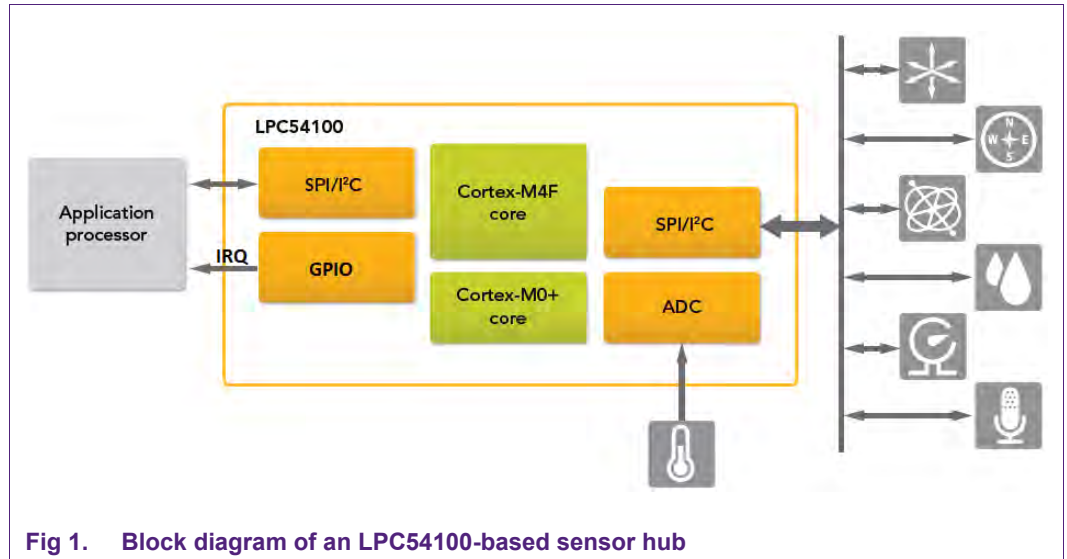 LPC54100
Application
processor
SPI/I²C
IRQ
GPIO
Cortex-M4F
core
Cortex-M0+
core
SPI/I²C
ADC
N
W E
S
Fig 1. Block diagram of an LPC54100-based sensor hub